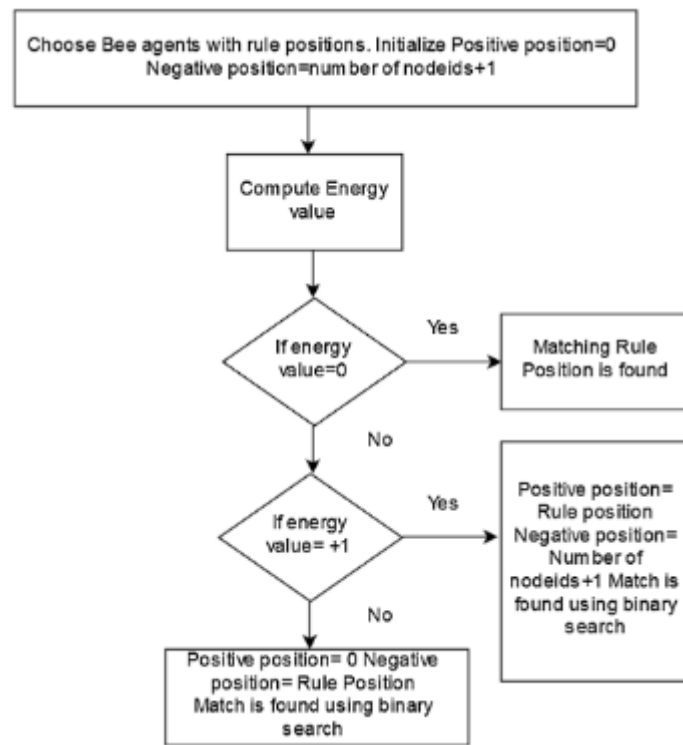 Choose Bee agents with rule positions. Initialize Positive position=0
Negative position=number of nodeids+1
Compute Energy
value
If energy
value=0
Yes
Matching Rule
Position is found
No
If energy
value= +1
Yes
Positive position=
Rule position
Negative position=
Number of
nodeids+1 Match is
found using binary
search
No
Positive position= 0 Negative
position= Rule Position
Match is found using binary
search